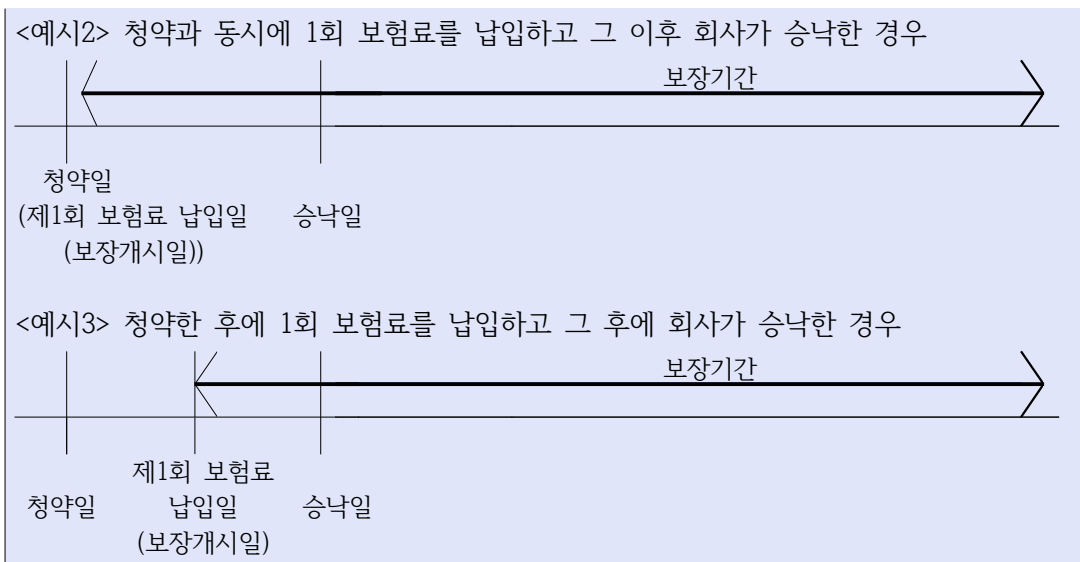 <예시2> 청약과 동시에 1회 보험료를 납입하고 그 이후 회사가 승낙한 경우
보장기간
청약일
(제1회 보험료 납입일 승낙일
(보장개시일))
<예시3> 청약한 후에 1회 보험료를 납입하고 그 후에 회사가 승낙한 경우
보장기간
제1회 보험료
청약일 납입일 승낙일
(보장개시일)